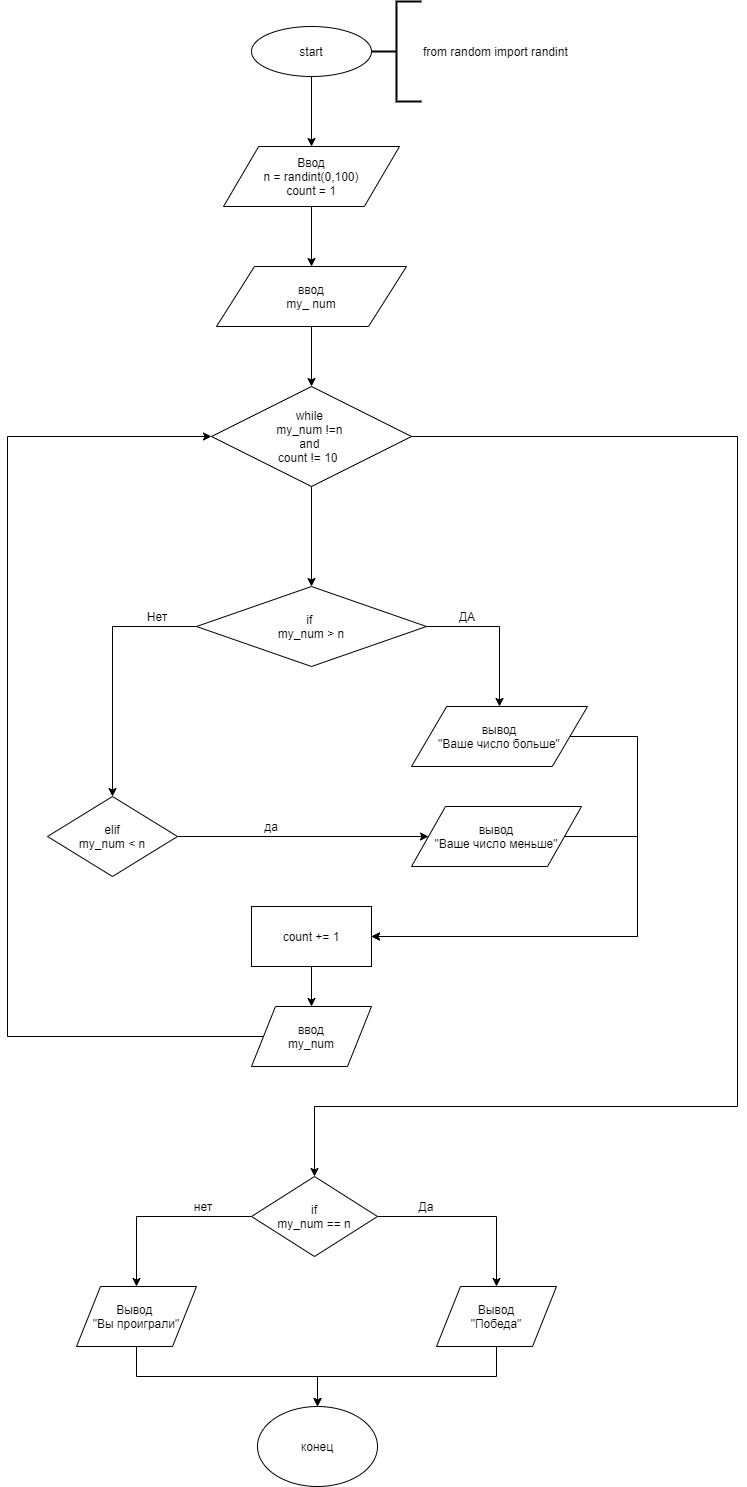 start
from random import randint
Ввод
n = randint(0,100)
count = 1
ввод
my_ num
while
my_num !=n
and
count != 10
if
my_num > n
Нет
ДА
вывод
"Ваше число больше"
elif
my_num < n
да
вывод
"Ваше число меньше"
count += 1
ввод
my_num
if
my_num == n
нет
Да
Вывод
"Вы проиграли"
Вывод
"Победа"
конец